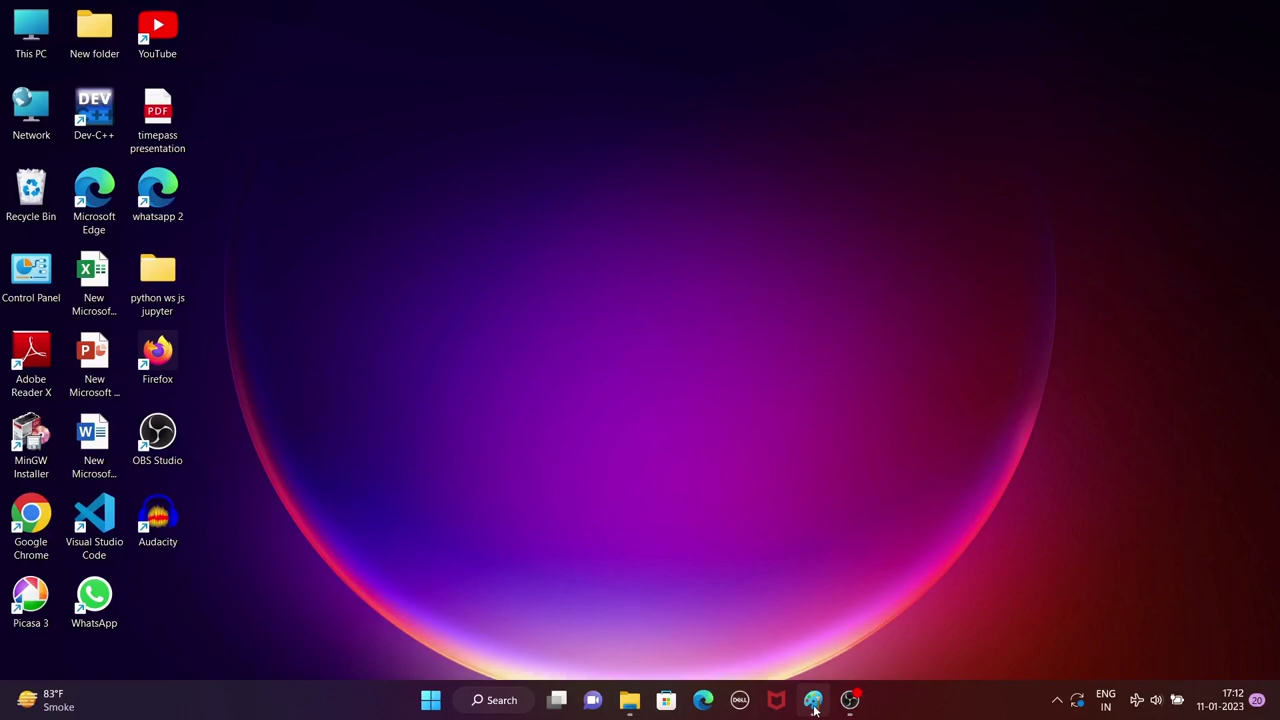 This PC
New folder
YouTube
Network
DEV
Dev-C++
PDF
timepass
presentation
Recycle Bin
Microsoft
Edge
whatsapp 2
Control Panel
New
Microsof...
python ws js
jupyter
Adobe
Reader X
New
Microsoft ...
Firefox
MinGW
Installer
New
Microsof...
OBS Studio
Google
Chrome
Visual Studio
Code
Audacity
Picasa 3
WhatsApp
83°F
Smoke
Search
DELL
ENG
IN
17:12
11-01-2023
20